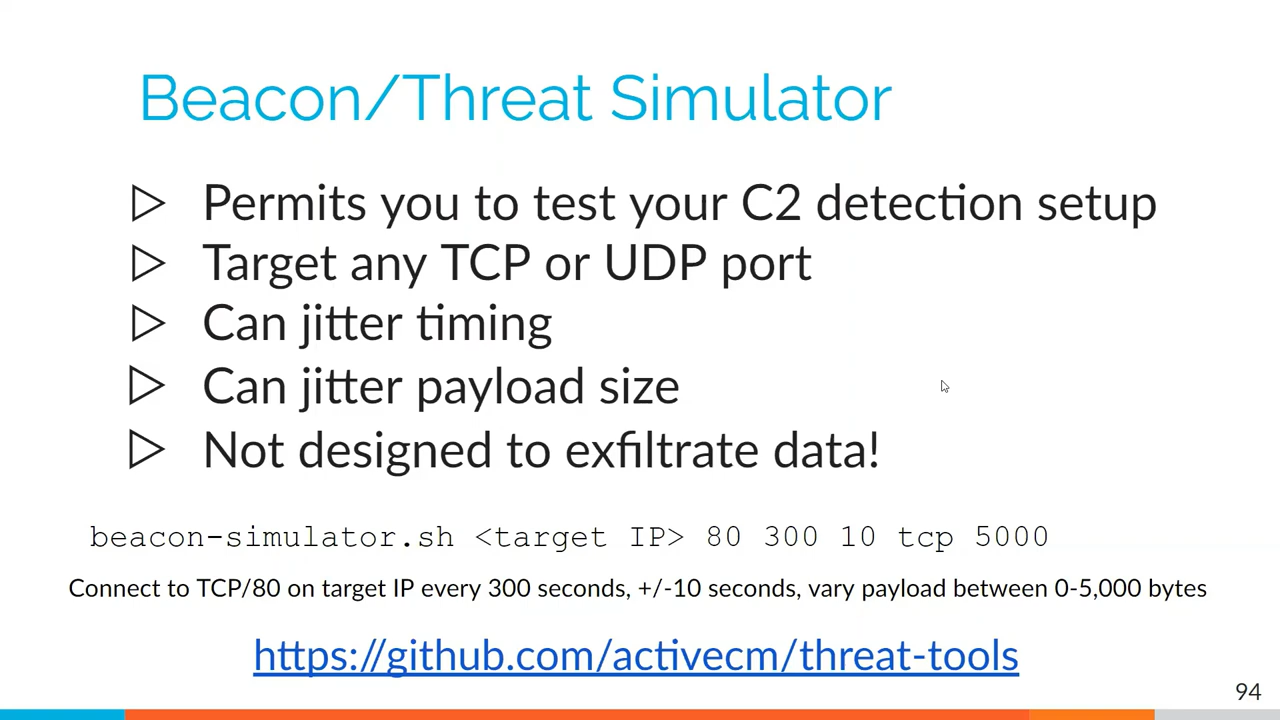 Beacon/Threat Simulator
Permits you to test your C2 detection setup
Target any TCP or UDP port
Can jitter timing
Can jitter payload size
Not designed to exfiltrate data!
beacon-simulator.sh <target IP> 80 300 10 tcp 5000
Connect to TCP/80 on target IP every 300 seconds, +/-10 seconds, vary payload between 0-5,000 bytes
https://github.com/activecm/threat-tools
94